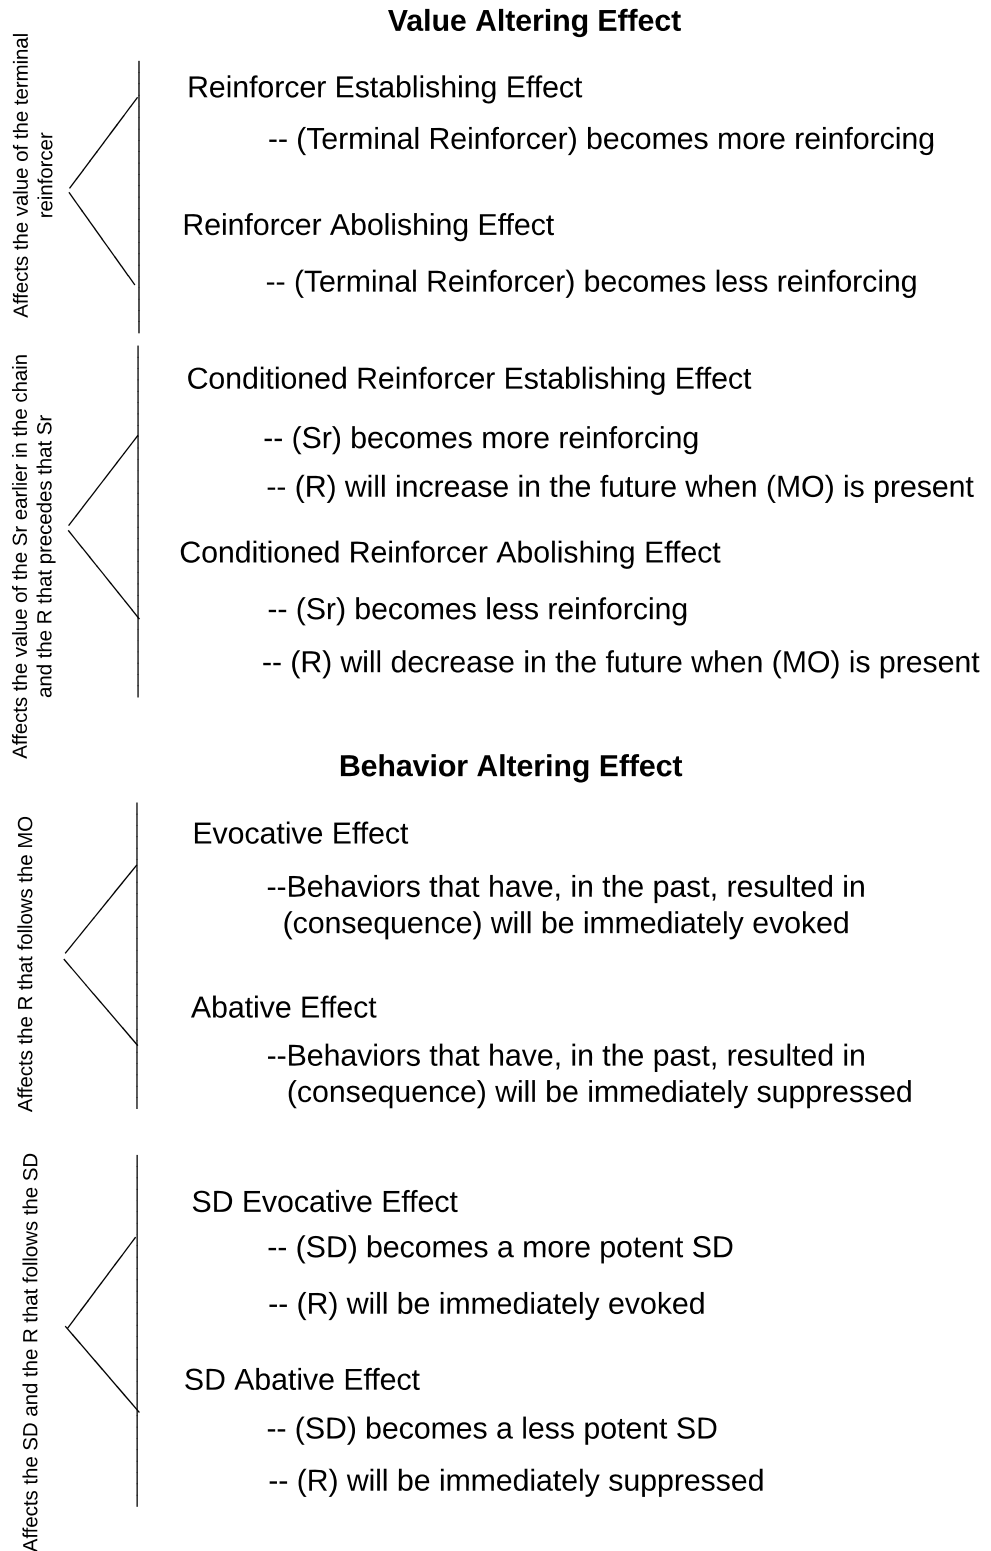 Value Altering Effect
Affects the value of the terminal
reinforcer
Reinforcer Establishing Effect
-- (Terminal Reinforcer) becomes more reinforcing
Reinforcer Abolishing Effect
-- (Terminal Reinforcer) becomes less reinforcing
Affects the value of the Sr earlier in the chain
and the R that precedes that Sr
Conditioned Reinforcer Establishing Effect
-- (Sr) becomes more reinforcing
-- (R) will increase in the future when (MO) is present
Conditioned Reinforcer Abolishing Effect
-- (Sr) becomes less reinforcing
-- (R) will decrease in the future when (MO) is present
Behavior Altering Effect
Affects the R that follows the MO
Evocative Effect
--Behaviors that have, in the past, resulted in
(consequence) will be immediately evoked
Abative Effect
--Behaviors that have, in the past, resulted in
(consequence) will be immediately suppressed
Affects the SD and the R that follows the SD
SD Evocative Effect
-- (SD) becomes a more potent SD
-- (R) will be immediately evoked
SD Abative Effect
-- (SD) becomes a less potent SD
-- (R) will be immediately suppressed